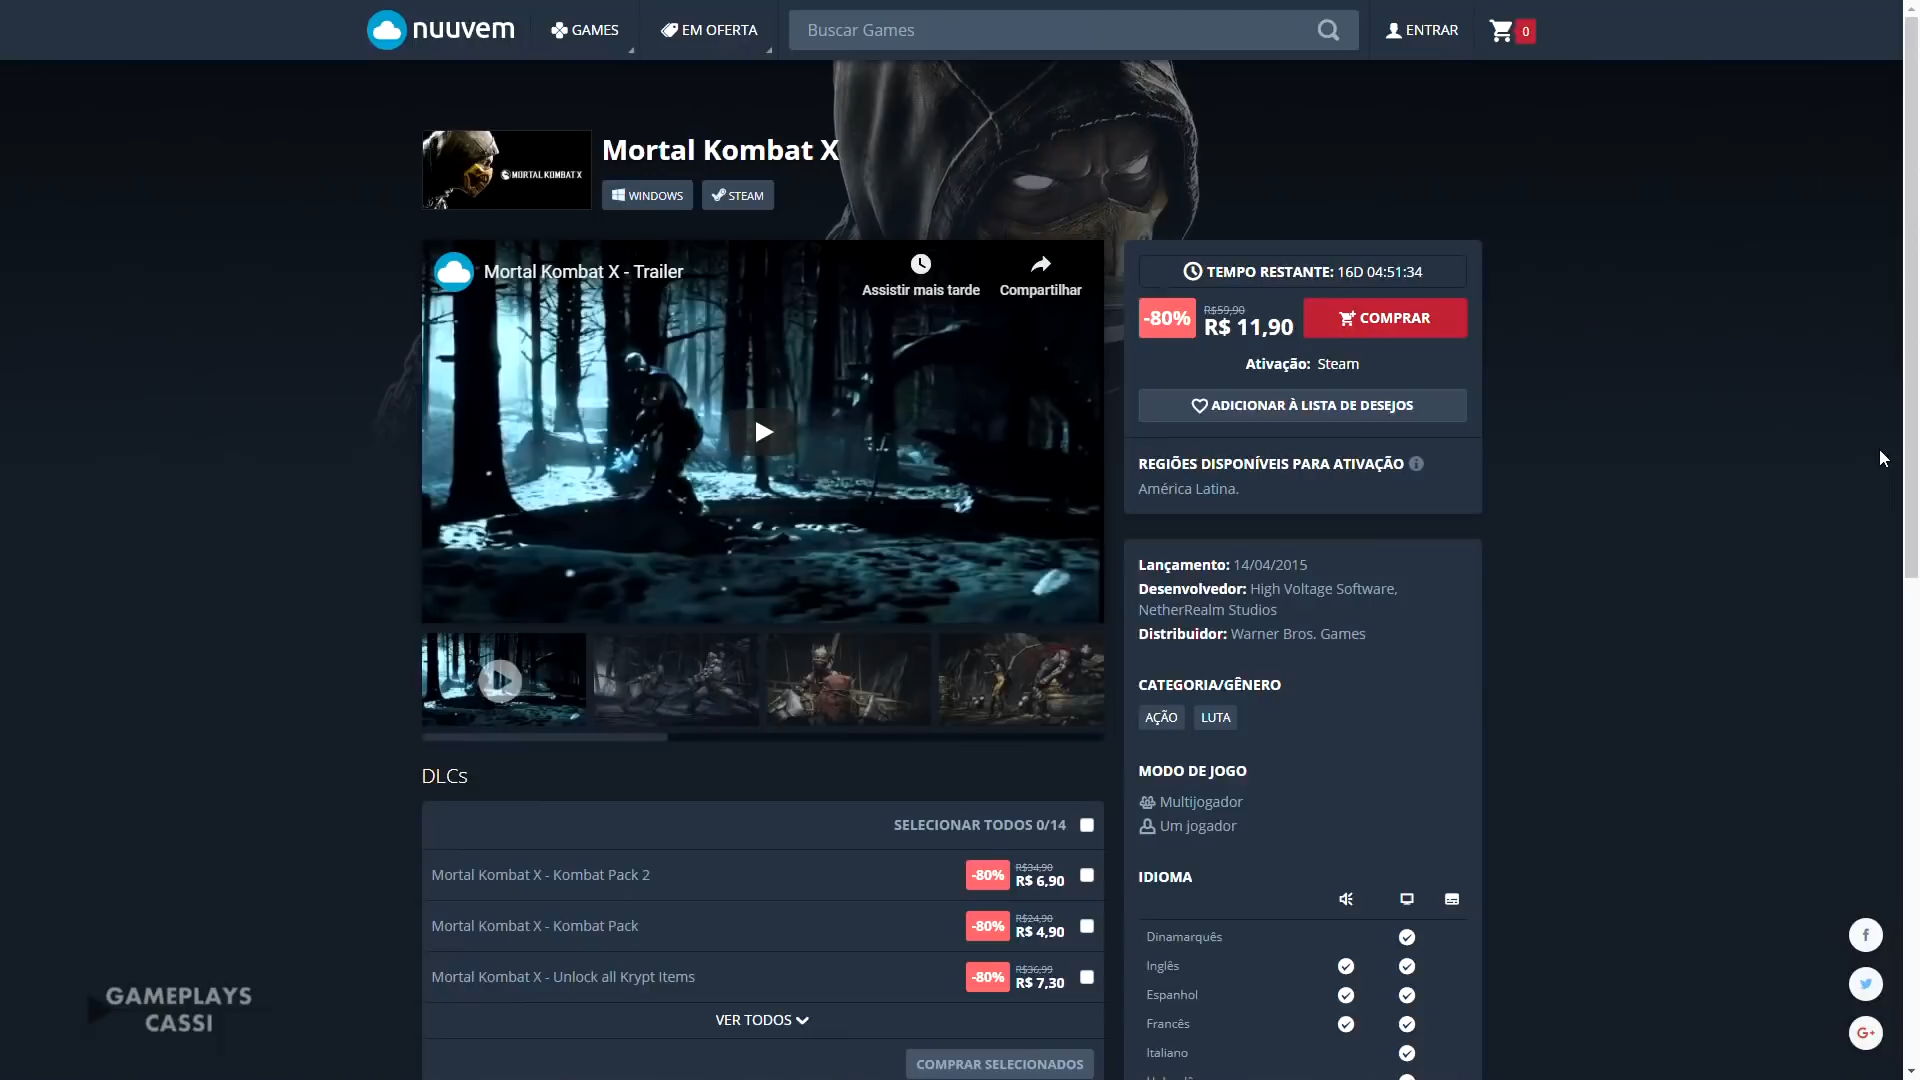 nuuvem
GAMES
EM OFERTA
Buscar Games
ENTRAR
0
MORTAL KOMBAT X
Mortal Kombat X
WINDOWS
STEAM
Mortal Kombat X - Trailer
Assistir mais tarde
Compartilhar
TEMPO RESTANTE: 16D 04:51:34
-80%
R$59,90
R$ 11,90
COMPRAR
Ativação: Steam
ADICIONAR À LISTA DE DESEJOS
REGIÕES DISPONÍVEIS PARA ATIVAÇÃO
América Latina.
Lançamento: 14/04/2015
Desenvolvedor: High Voltage Software,
NetherRealm Studios
Distribuidor: Warner Bros. Games
CATEGORIA/GÊNERO
AÇÃO
LUTA
MODO DE JOGO
Multijogador
Um jogador
IDIOMA
Dinamarquês
Inglês
Espanhol
Francês
Italiano
DLCs
SELECIONAR TODOS 0/14
Mortal Kombat X - Kombat Pack 2
-80%
R$34,90
R$ 6,90
Mortal Kombat X - Kombat Pack
-80%
R$24,90
R$ 4,90
Mortal Kombat X - Unlock all Krypt Items
-80%
R$36,99
R$ 7,30
VER TODOS
COMPRAR SELECIONADOS
GAMEPLAYS
CASSI
f
G+